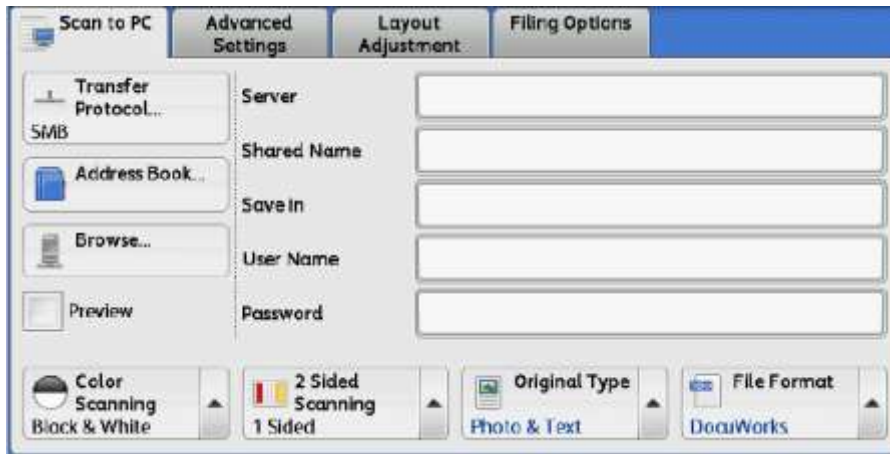 Scan to PC
Advanced
Settings
Layout
Adjustment
Filing Options
Transfer
Protocol...
SMB
Address Book...
Browse...
Preview
Server
Shared Name
Save in
User Name
Password
Color
Scanning
Black & White
2 Sided
Scanning
1 Sided
Original Type
Photo & Text
File Format
DocuWorks